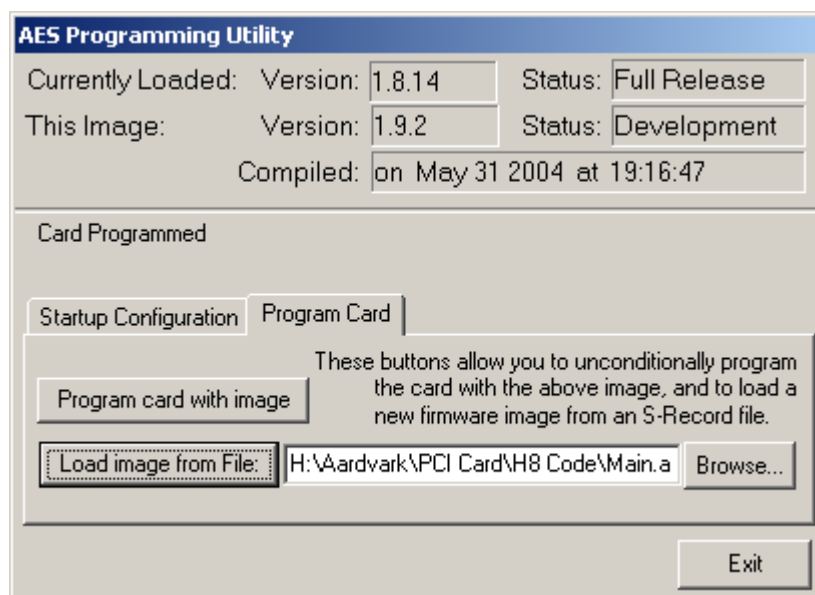 AES Programming Utility
Currently Loaded: Version: 1.8.14 Status: Full Release
This Image: Version: 1.9.2 Status: Development
Compiled: on May 31 2004 at 19:16:47
Card Programmed
Startup Configuration Program Card
These buttons allow you to unconditionally program
the card with the above image, and to load a
new firmware image from an S-Record file.
Program card with image
Load image from File: H:\Aardvark\PCI Card\H8 Code\Main.a Browse...
Exit